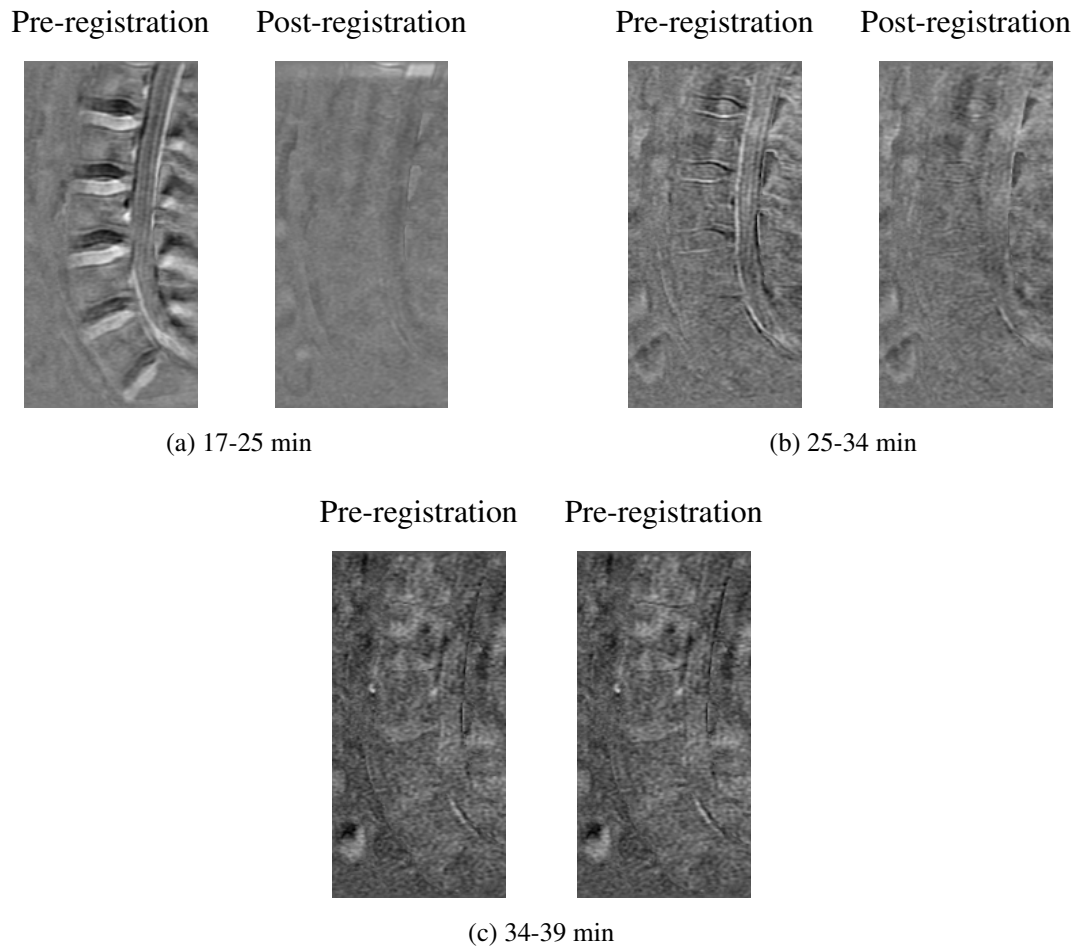 Pre-registration Post-registration Pre-registration Post-registration
(a) 17-25 min (b) 25-34 min
Pre-registration Pre-registration
(c) 34-39 min